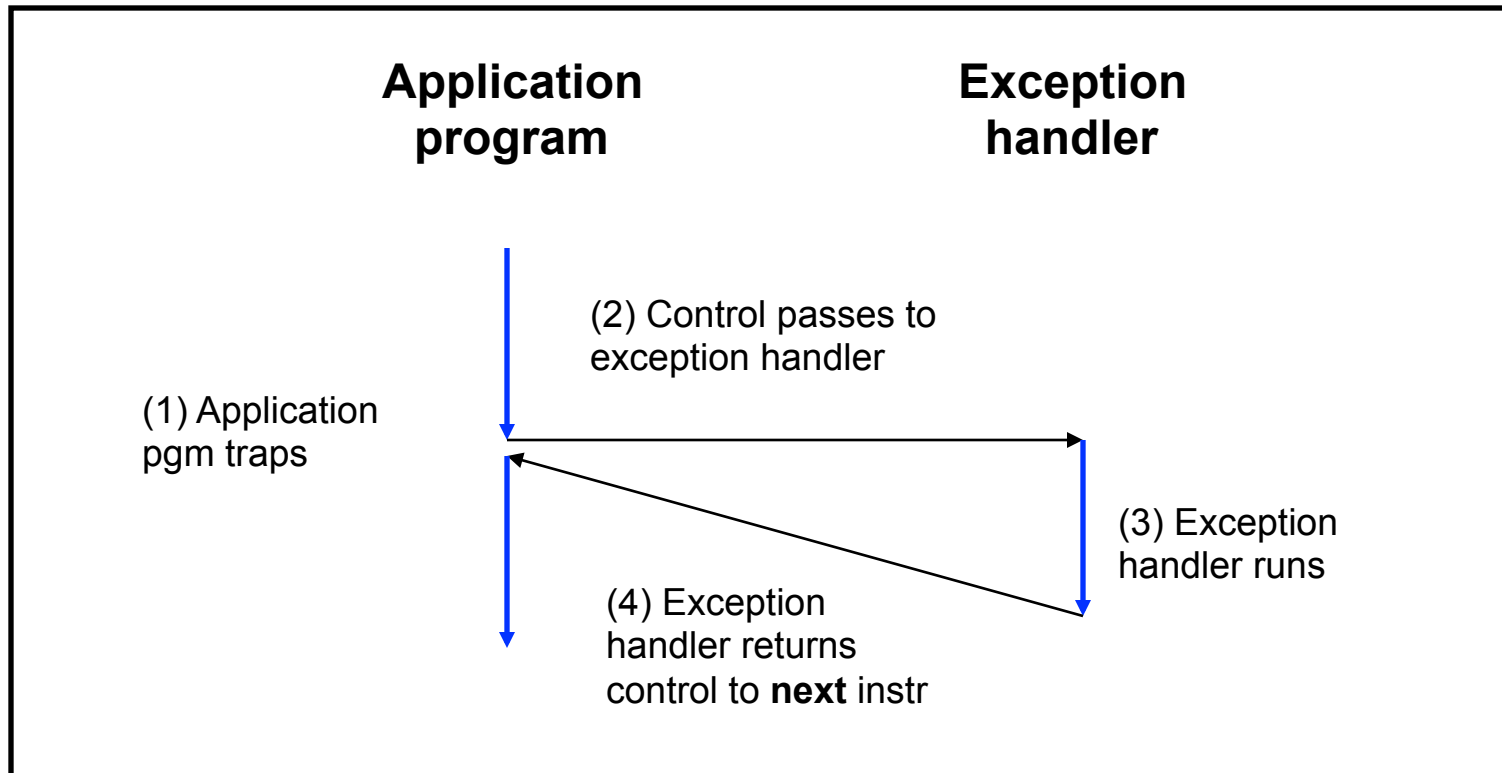 Application
program
Exception
handler
(2) Control passes to
exception handler
(1) Application
pgm traps
(3) Exception
handler runs
(4) Exception
handler returns
control to next instr